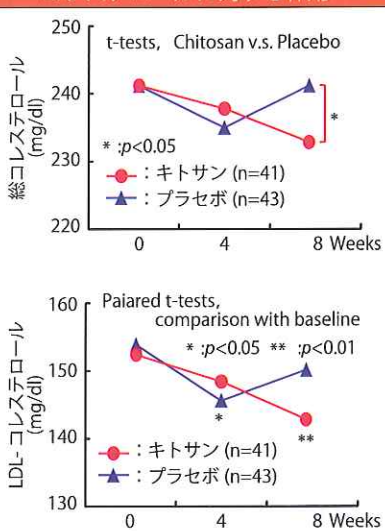 250
t-tests, Chitosan v.s. Placebo
240
総コレステロール
(mg/dl)
*
230
* :p<0.05
: キトサン (n=41)
: プラセボ (n=43)
220
0 4 8 Weeks
160
Paiared t-tests,
comparison with baseline
* :p<0.05 ** :p<0.01
150
LDL- コレステロール
(mg/dl)
*
140
**
: キトサン (n=41)
: プラセボ (n=43)
130
0 4 8 Weeks